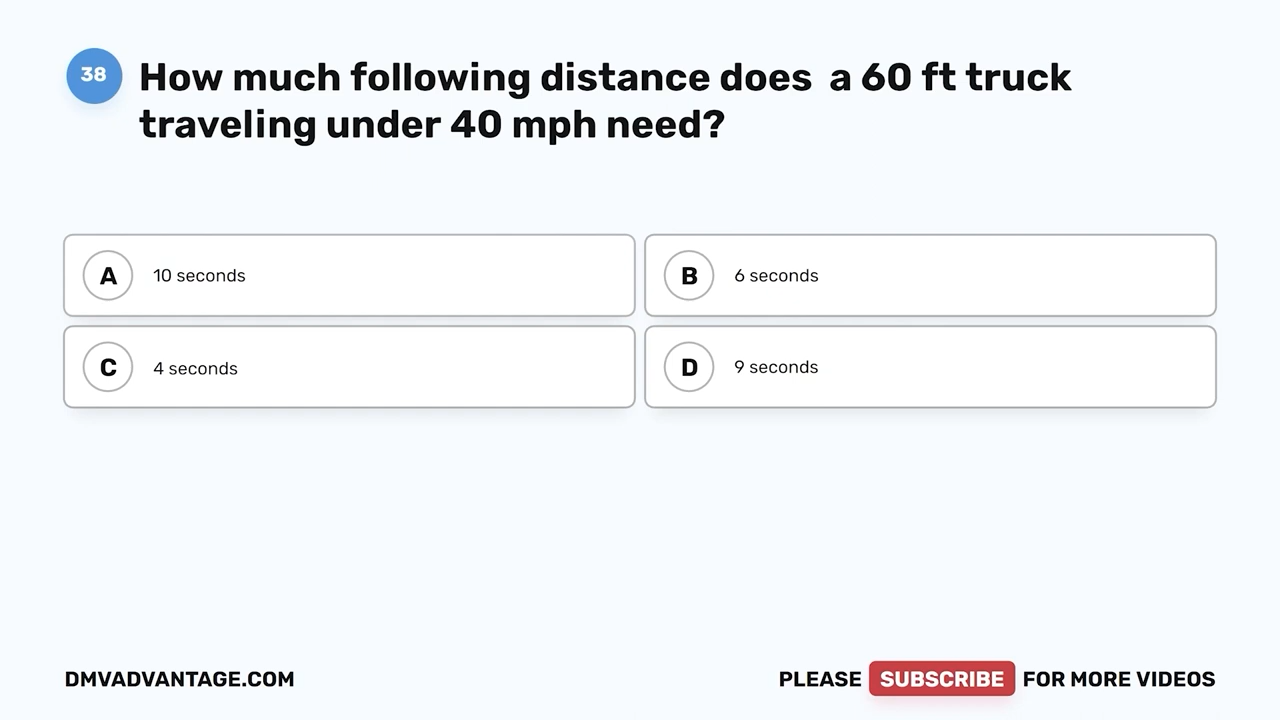 38
How much following distance does a 60 ft truck
traveling under 40 mph need?
A 10 seconds
B 6 seconds
C 4 seconds
D 9 seconds
DMVADVANTAGE.COM
PLEASE SUBSCRIBE FOR MORE VIDEOS